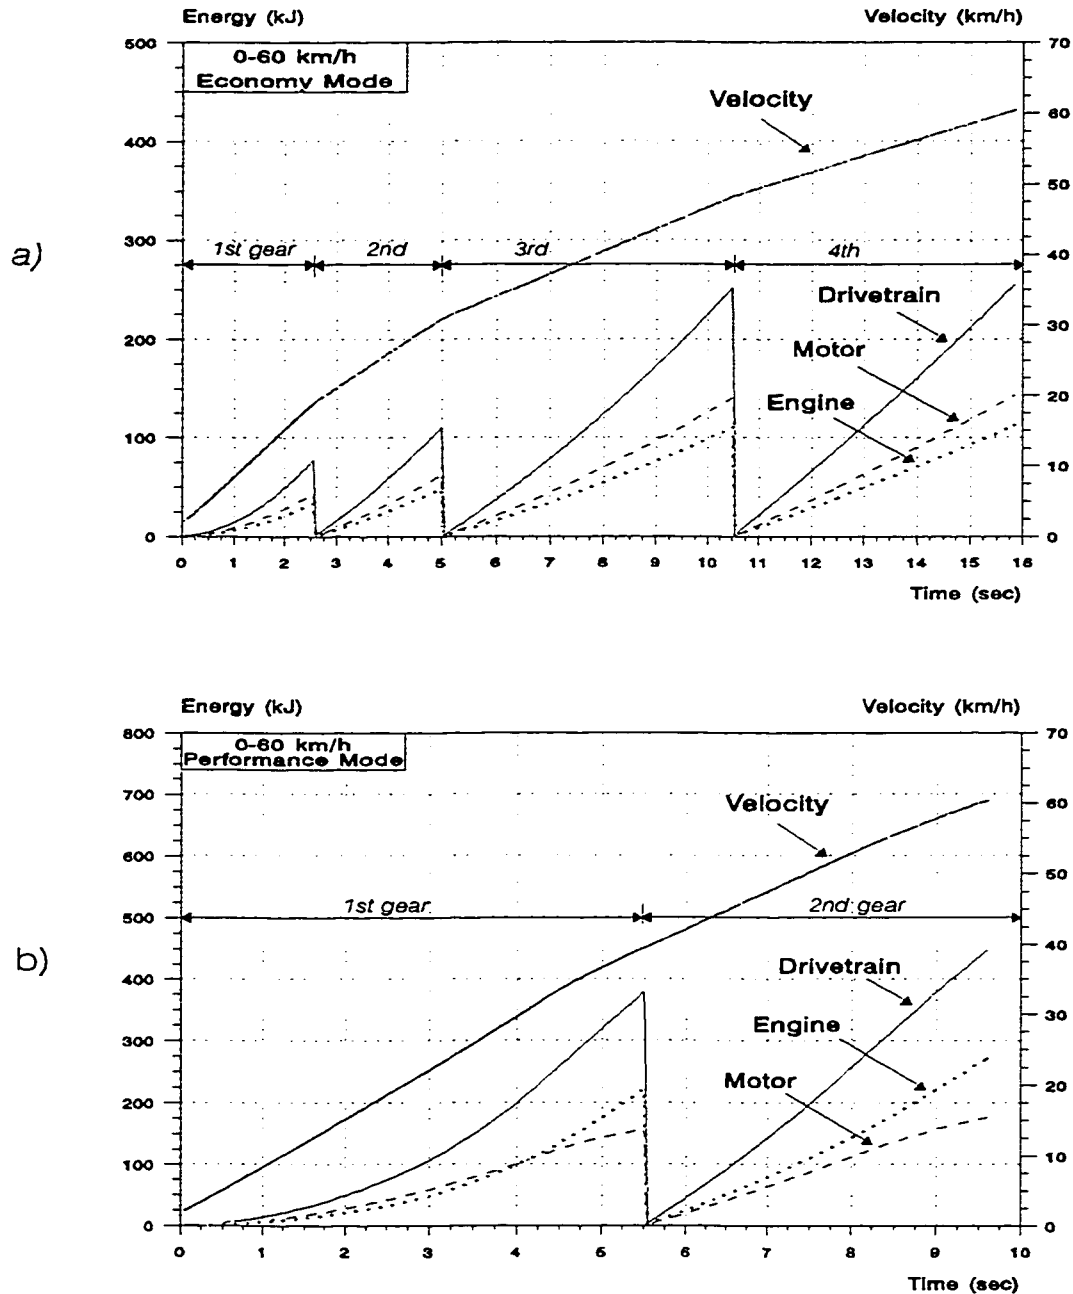 Energy (kJ) Velocity (km/h)
500 70
0-60 km/h
Economy Mode
Velocity 60
400
50
300
a) 1st gear 2nd 3rd 4th 40
Drivetrain
200 30
Motor
Engine 20
100
10
0 0
0 1 2 3 4 5 6 7 8 9 10 11 12 13 14 15 16
Time (sec)
Energy (kJ) Velocity (km/h)
800 70
0-60 km/h
Performance Mode
700 Velocity 60
600
50
500 1st gear 2nd gear
b) 40
Drivetrain
400
30
Engine
300
Motor 20
200
100 10
0 0
0 1 2 3 4 5 6 7 8 9 10
Time (sec)